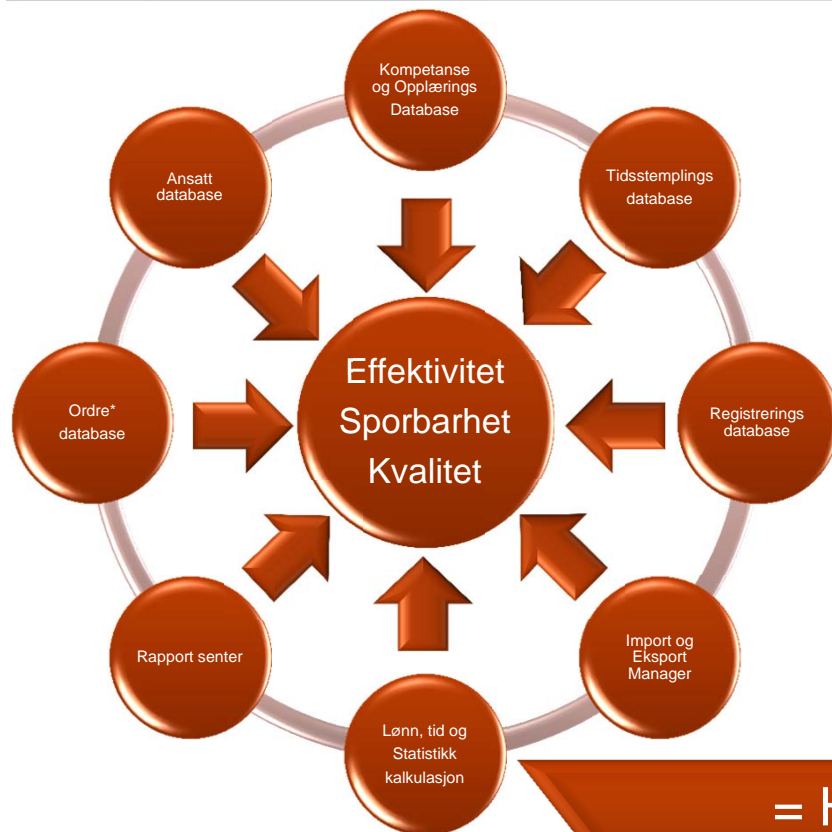 Kompetanse
og Opplærings
Database
Ansatt
database
Tidsstemplings
database
Effektivitet
Sporbarhet
Kvalitet
Ordre*
database
Registrerings
database
Rapport senter
Import og
Eksport
Manager
Lønn, tid og
Statistikk
kalkulasjon
=